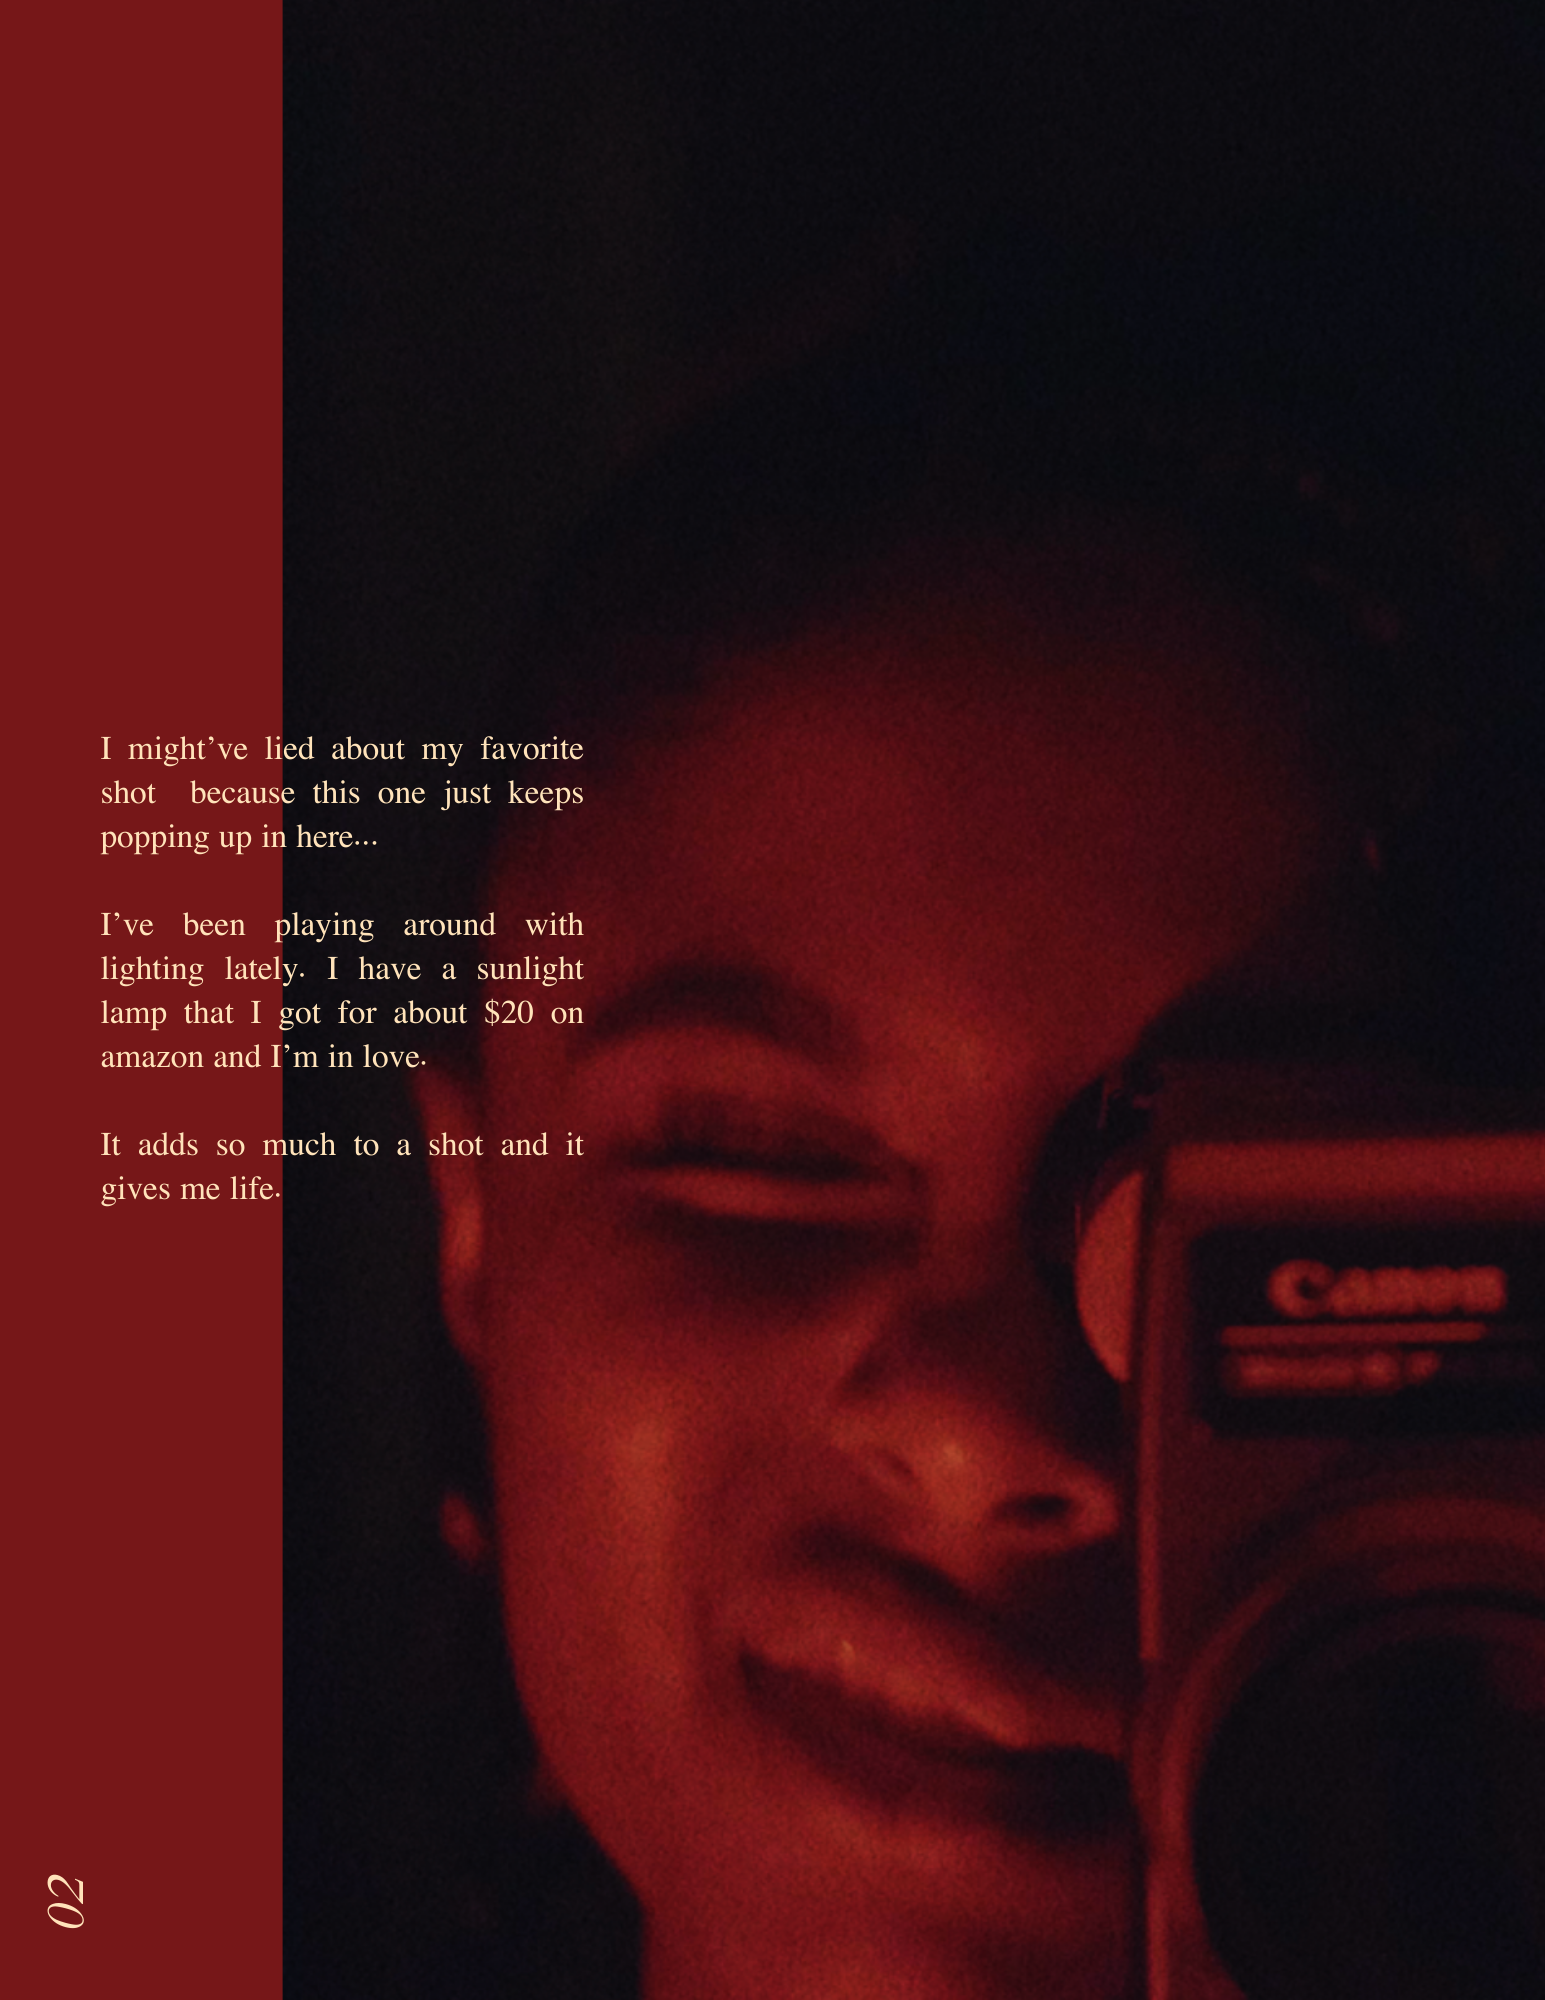 I might’ve lied about my favorite
shot because this one just keeps
popping up in here...
I’ve been playing around with
lighting lately. I have a sunlight
lamp that I got for about $20 on
amazon and I’m in love.
It adds so much to a shot and it
gives me life.
Canon
02